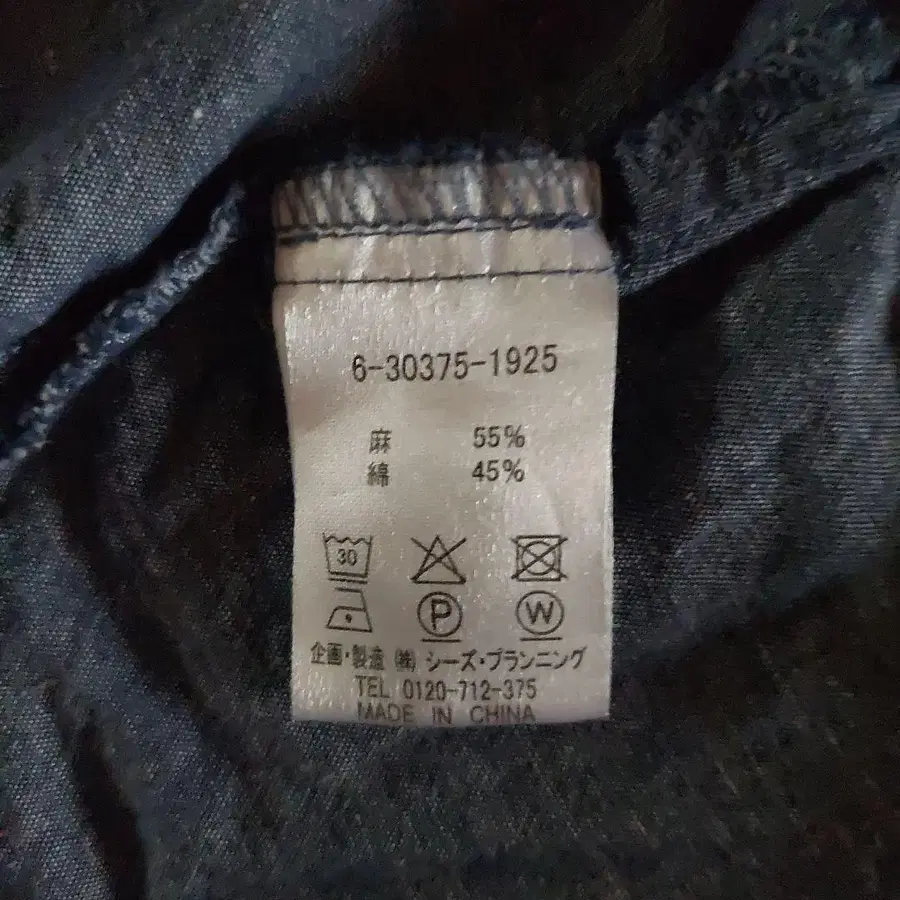 6-30375-1925
麻 55%
綿 45%
30
P W
企画・製造 ㈱ シーズ・プランニング
TEL 0120-712-375
MADE IN CHINA